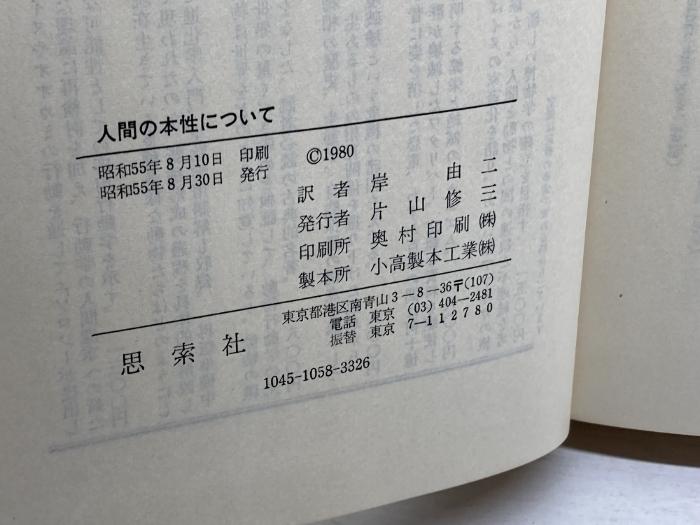 人間の本性について
昭和55年8月10日 印刷
昭和55年8月30日 発行
©1980
訳者 岸由二
発行者 片山修三
印刷所 奥村印刷㈱
製本所 小高製本工業㈱
東京都港区南青山3—8—36〒(107)
電話 東京 (03) 404—2481
振替 東京 7—112780
思索社
1045-1058-3326